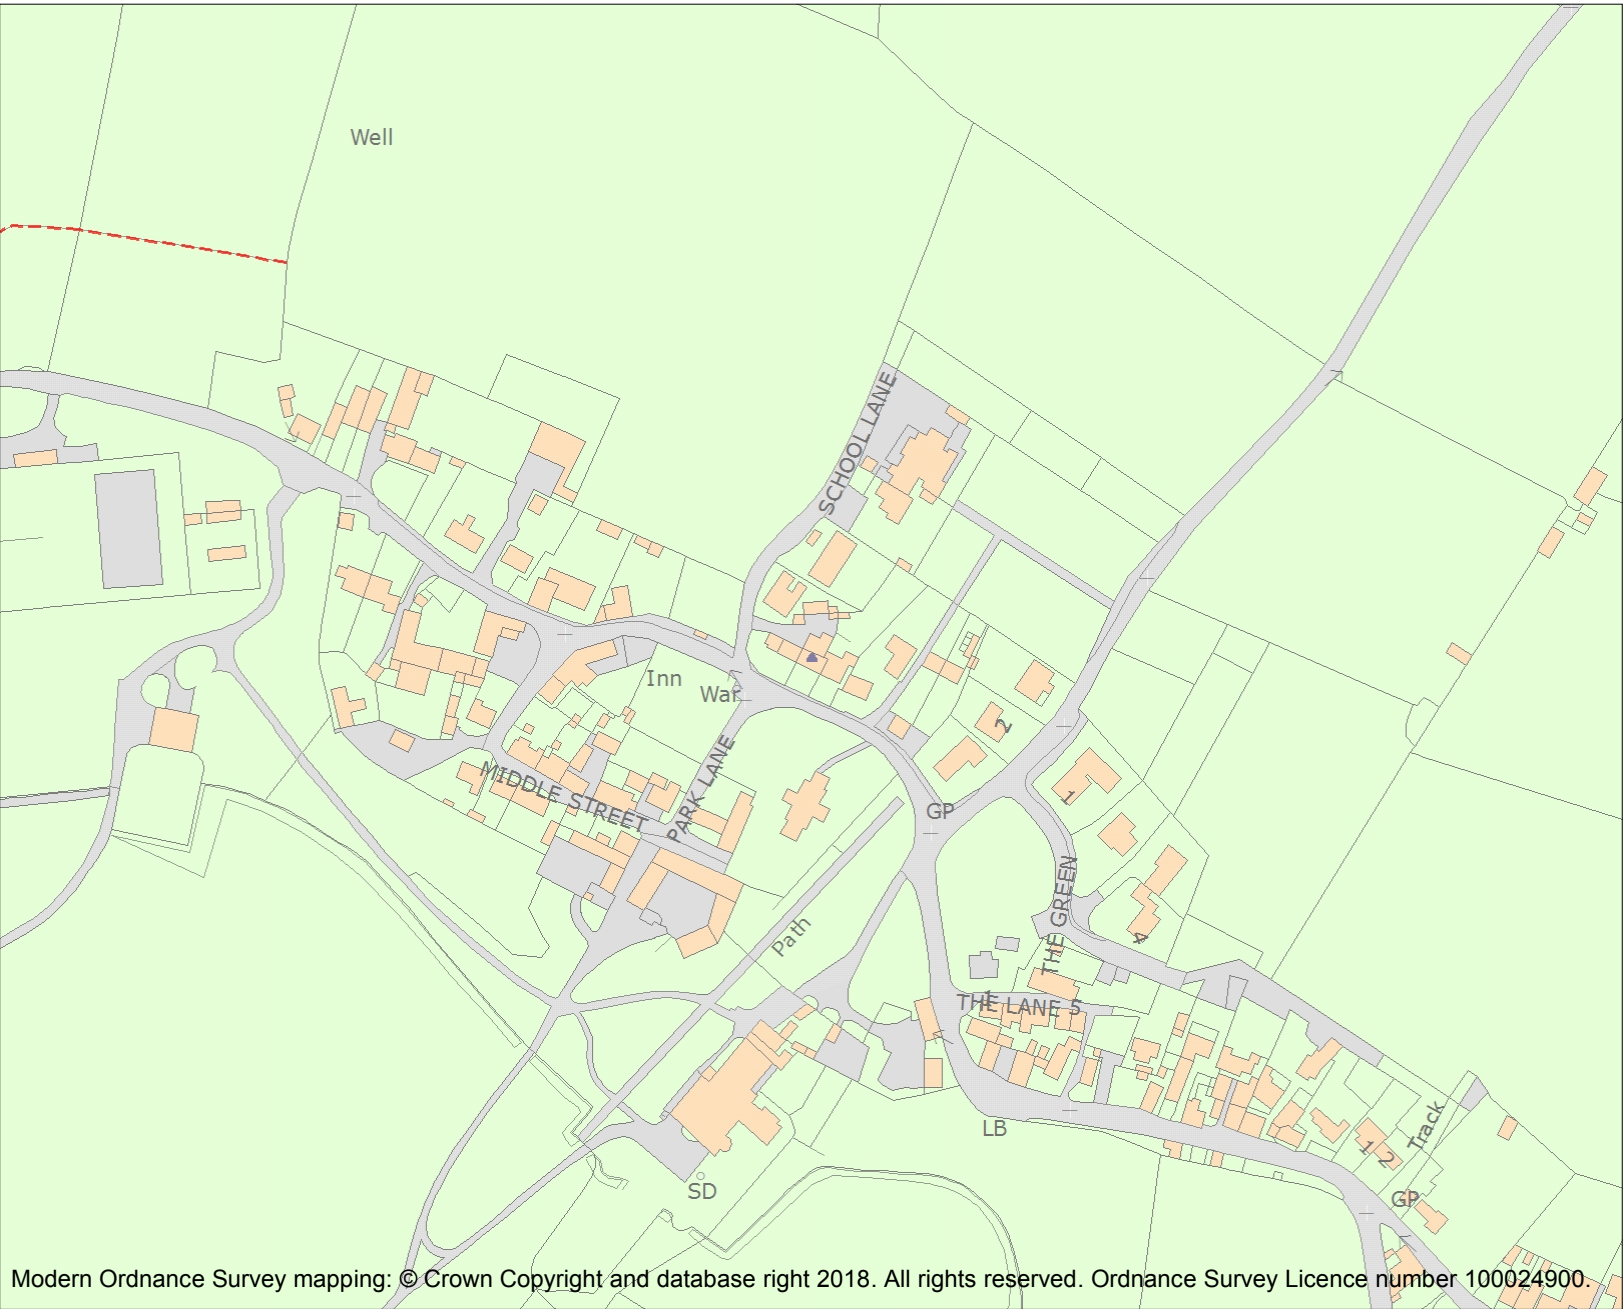 Well
SCHOOL LANE
Inn
War
MIDDLE STREET
PARK LANE
2
1
GP
THE GREEN
4
Path
1
THE LANE 5
LB
Track
1 2
SD
GP
Modern Ordnance Survey mapping: © Crown Copyright and database right 2018. All rights reserved. Ordnance Survey Licence number 100024900.